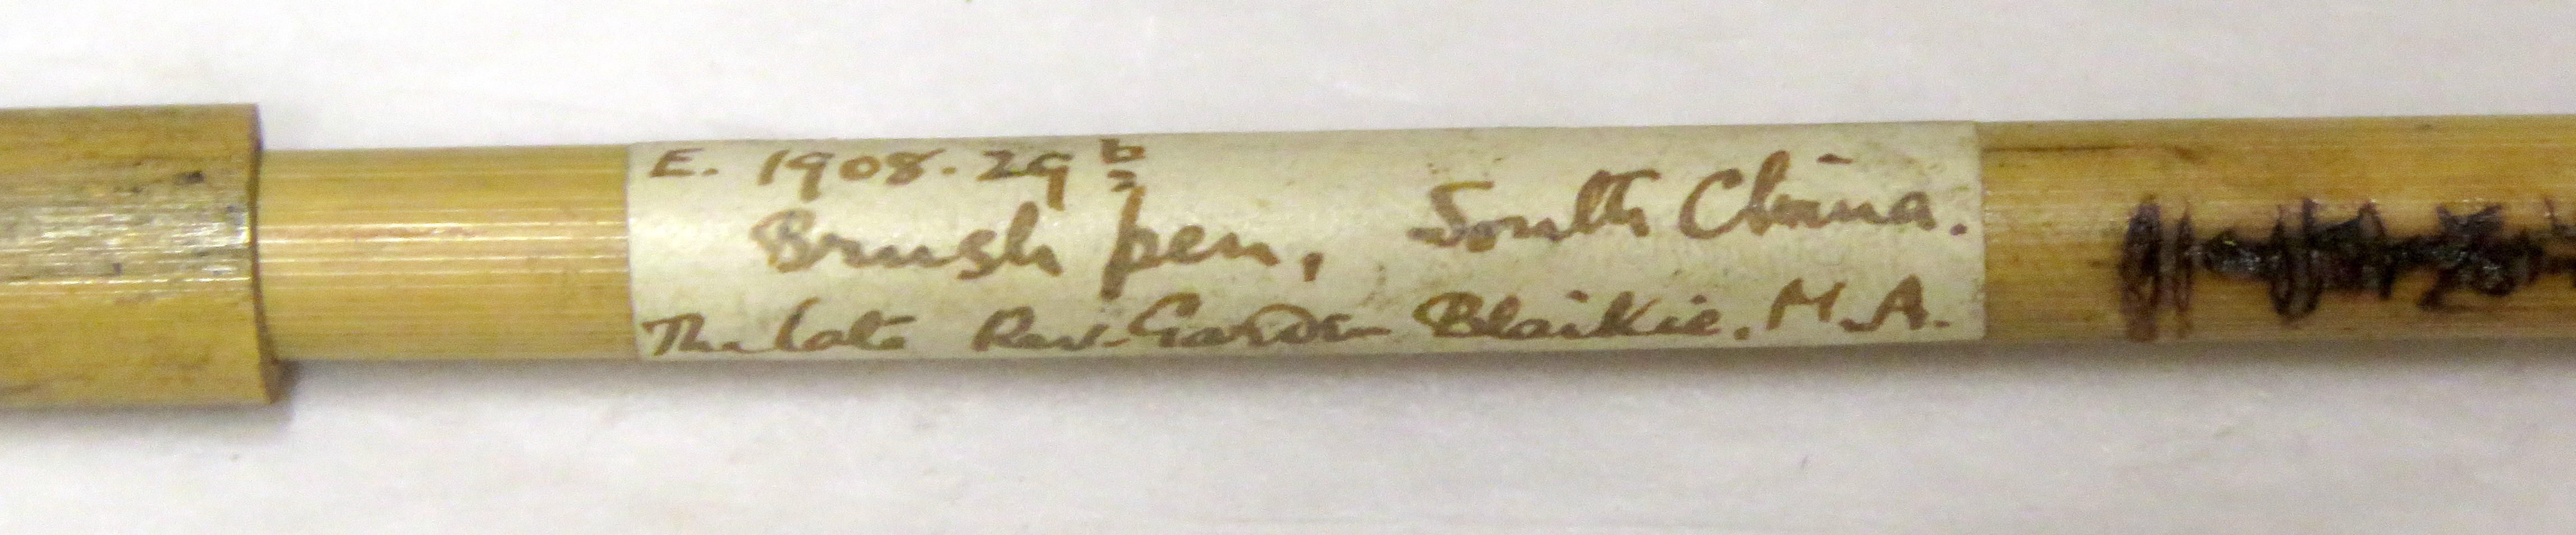 E. 1908.29 b/2
Brush pen, South China.
The late Rev. Garden Blaikie. M.A.